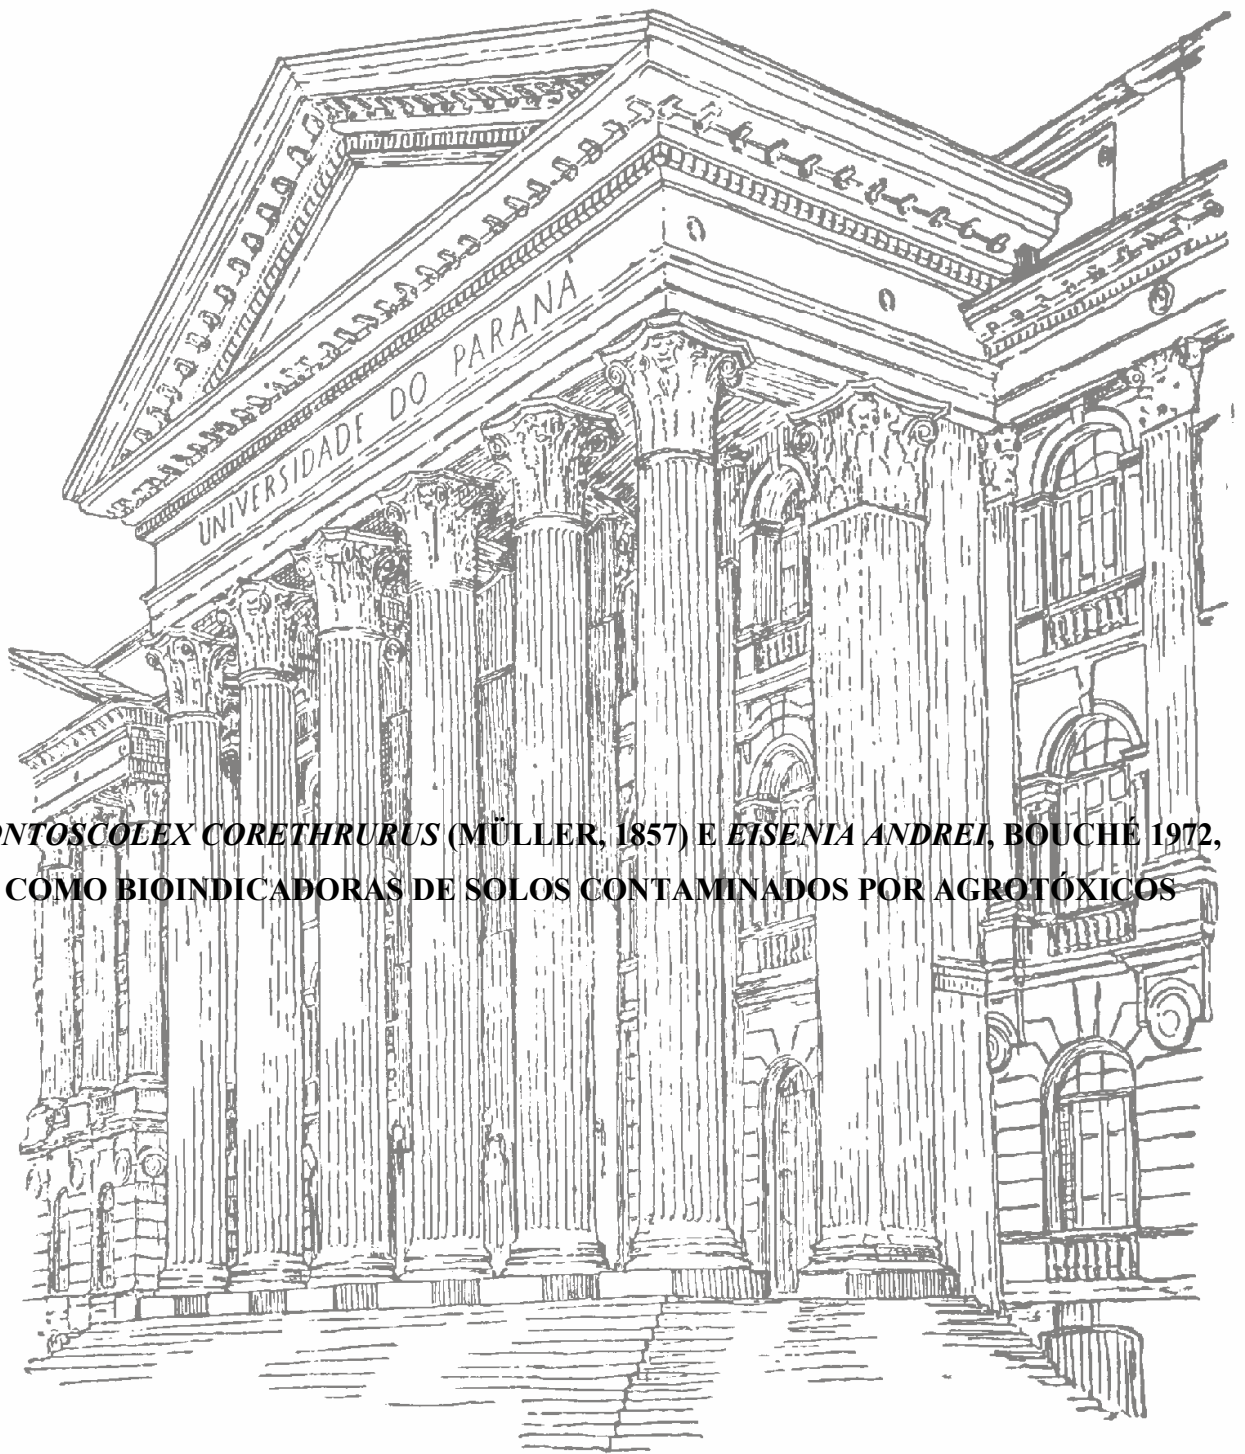 UNIVERSIDADE DO PARANÁ
ONTOSCOLEX CORETHRURUS (MÜLLER, 1857) E EISENIA ANDREI, BOUCHÉ 1972,
COMO BIOINDICADORAS DE SOLOS CONTAMINADOS POR AGROTÓXICOS